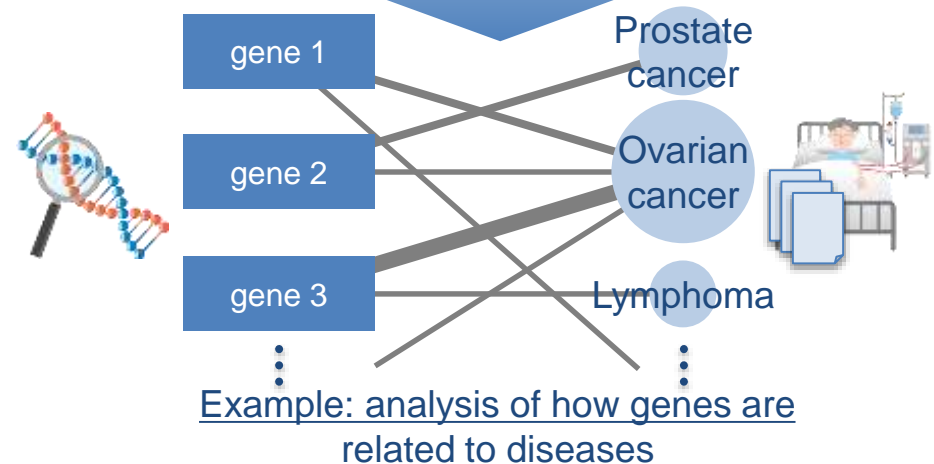 gene 1
Prostate
cancer
gene 2
Ovarian
cancer
gene 3
Lymphoma
Example: analysis of how genes are
related to diseases